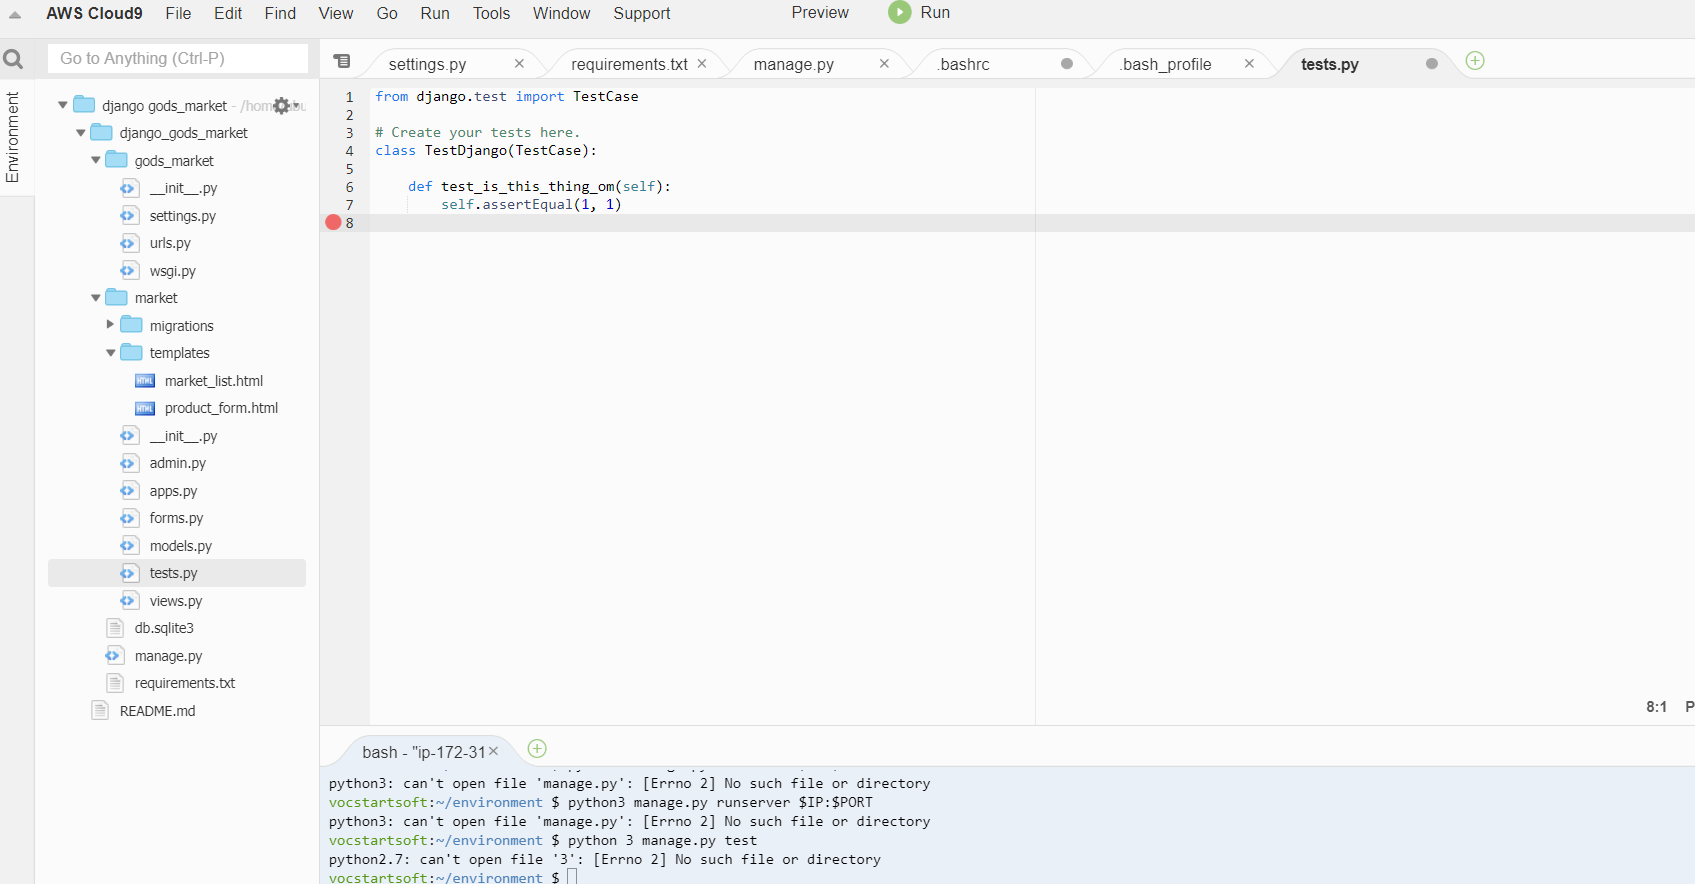 AWS Cloud9 File Edit Find View Go Run Tools Window Support Preview Run
Go to Anything (Ctrl-P)
settings.py requirements.txt manage.py .bashrc .bash_profile tests.py
Environment
django gods_market - /home
django_gods_market
gods_market
__init__.py
settings.py
urls.py
wsgi.py
market
migrations
templates
market_list.html
product_form.html
__init__.py
admin.py
apps.py
forms.py
models.py
tests.py
views.py
db.sqlite3
manage.py
requirements.txt
README.md
1 from django.test import TestCase
2
3 # Create your tests here.
4 class TestDjango(TestCase):
5
6 def test_is_this_thing_om(self):
7 self.assertEqual(1, 1)
8
8:1 P
bash - "ip-172-31
python3: can't open file 'manage.py': [Errno 2] No such file or directory
vocstartsoft:~/environment $ python3 manage.py runserver $IP:$PORT
python3: can't open file 'manage.py': [Errno 2] No such file or directory
vocstartsoft:~/environment $ python 3 manage.py test
python2.7: can't open file '3': [Errno 2] No such file or directory
vocstartsoft:~/environment $